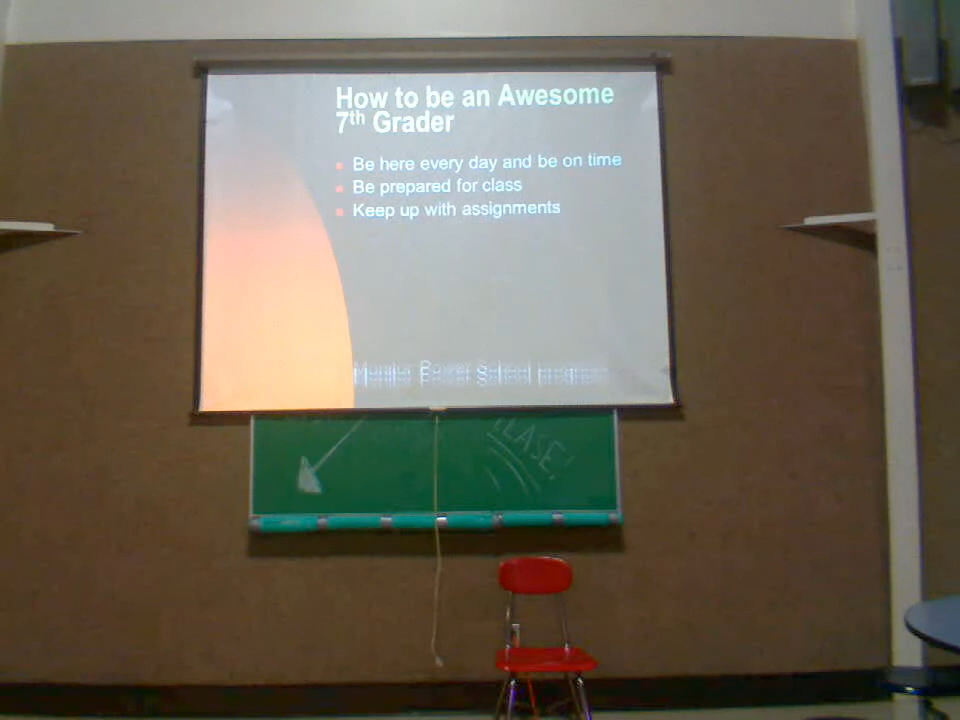 How to be an Awesome
7th Grader
Be here every day and be on time
Be prepared for class
Keep up with assignments
School